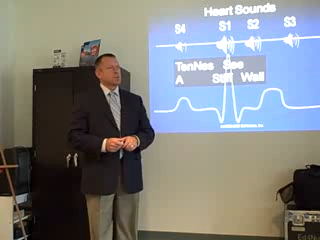 Heart Sounds
S4 S1 S2 S3
TenNes See
A Stiff Wall